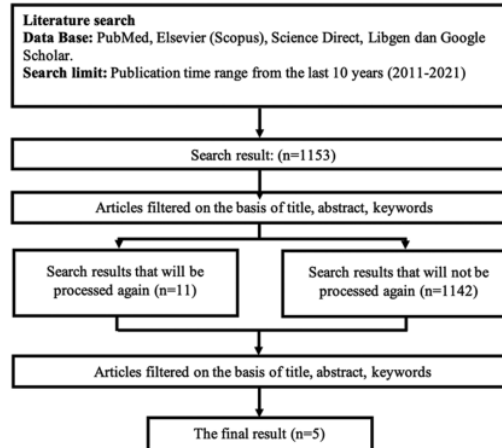 Literature search
Data Base: PubMed, Elsevier (Scopus), Science Direct, Libgen dan Google
Scholar.
Search limit: Publication time range from the last 10 years (2011-2021)
Search result: (n=1153)
Articles filtered on the basis of title, abstract, keywords
Search results that will be
processed again (n=11)
Search results that will not be
processed again (n=1142)
Articles filtered on the basis of title, abstract, keywords
The final result (n=5)